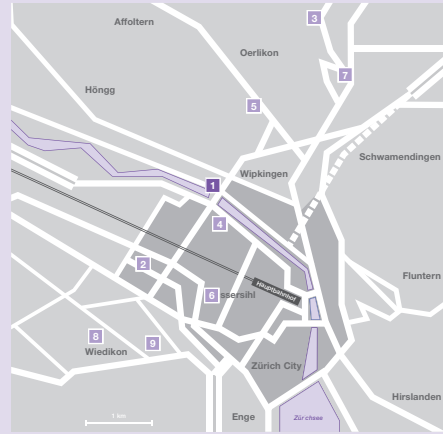 Affoltern
3
Oerlikon
7
Höngg
5
Schwamendingen
Wipkingen
1
4
2
Fluntern
6
ssersihl
Hauptbahnhof
8
9
Wiedikon
Zürich City
Hirslanden
1 km
Enge
Zürchsee